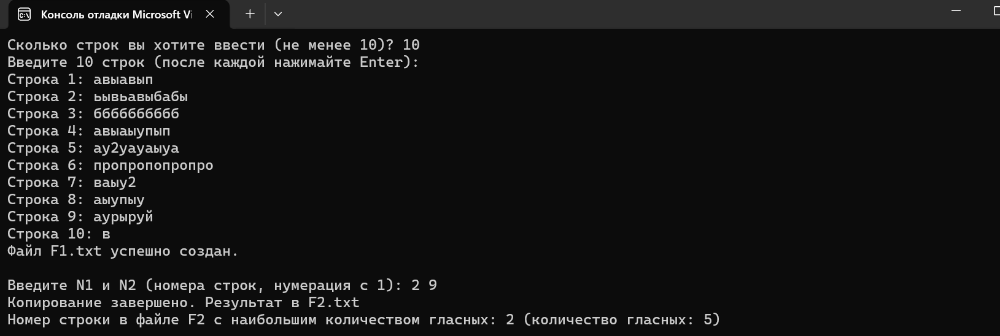 Консоль отладки Microsoft Vi
Сколько строк вы хотите ввести (не менее 10)? 10
Введите 10 строк (после каждой нажимайте Enter):
Строка 1: авыавып
Строка 2: ьывьавыбабы
Строка 3: бббббббббб
Строка 4: авыаыупып
Строка 5: ау2уауаыуа
Строка 6: пропропопропро
Строка 7: ваыу2
Строка 8: аыупыу
Строка 9: аурыруй
Строка 10: в
Файл F1.txt успешно создан.
Введите N1 и N2 (номера строк, нумерация с 1): 2 9
Копирование завершено. Результат в F2.txt
Номер строки в файле F2 с наибольшим количеством гласных: 2 (количество гласных: 5)